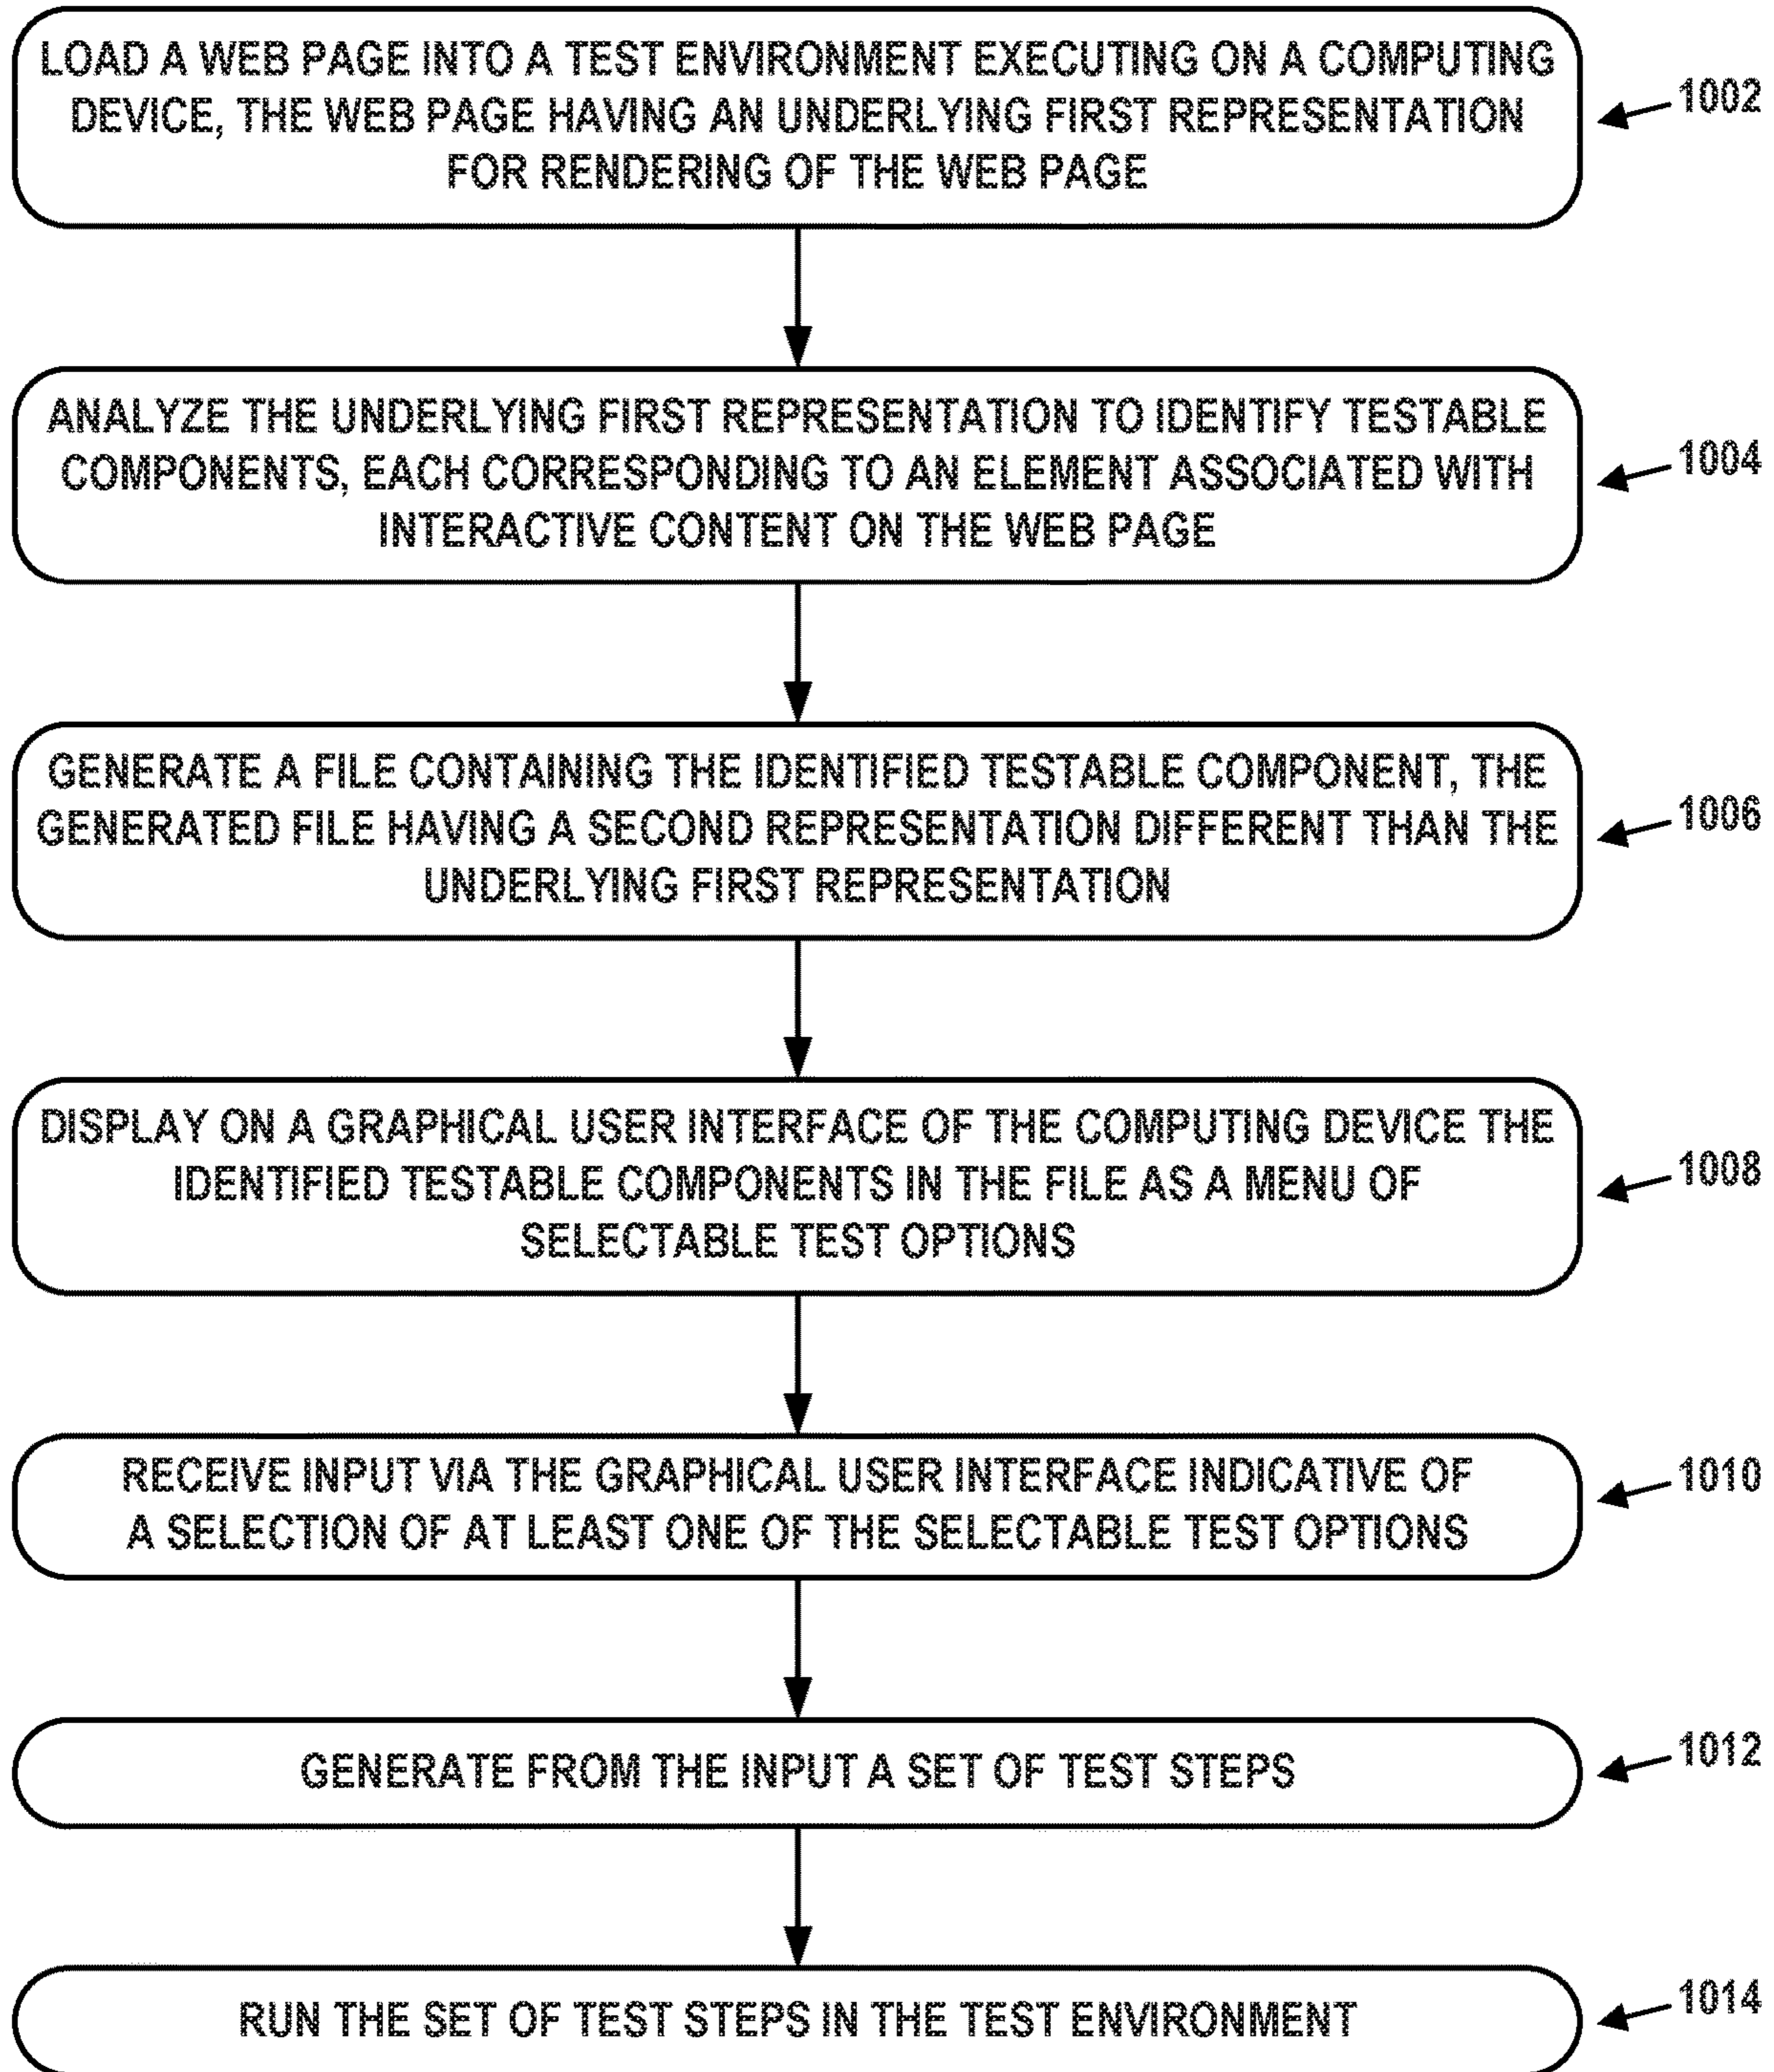 LOAD A WEB PAGE INTO A TEST ENVIRONMENT EXECUTING ON A COMPUTING
DEVICE, THE WEB PAGE HAVING AN UNDERLYING FIRST REPRESENTATION
FOR RENDERING OF THE WEB PAGE
1002
ANALYZE THE UNDERLYING FIRST REPRESENTATION TO IDENTIFY TESTABLE
COMPONENTS, EACH CORRESPONDING TO AN ELEMENT ASSOCIATED WITH
INTERACTIVE CONTENT ON THE WEB PAGE
1004
GENERATE A FILE CONTAINING THE IDENTIFIED TESTABLE COMPONENT, THE
GENERATED FILE HAVING A SECOND REPRESENTATION DIFFERENT THAN THE
UNDERLYING FIRST REPRESENTATION
1006
DISPLAY ON A GRAPHICAL USER INTERFACE OF THE COMPUTING DEVICE THE
IDENTIFIED TESTABLE COMPONENTS IN THE FILE AS A MENU OF
SELECTABLE TEST OPTIONS
1008
RECEIVE INPUT VIA THE GRAPHICAL USER INTERFACE INDICATIVE OF
A SELECTION OF AT LEAST ONE OF THE SELECTABLE TEST OPTIONS
1010
GENERATE FROM THE INPUT A SET OF TEST STEPS
1012
RUN THE SET OF TEST STEPS IN THE TEST ENVIRONMENT
1014